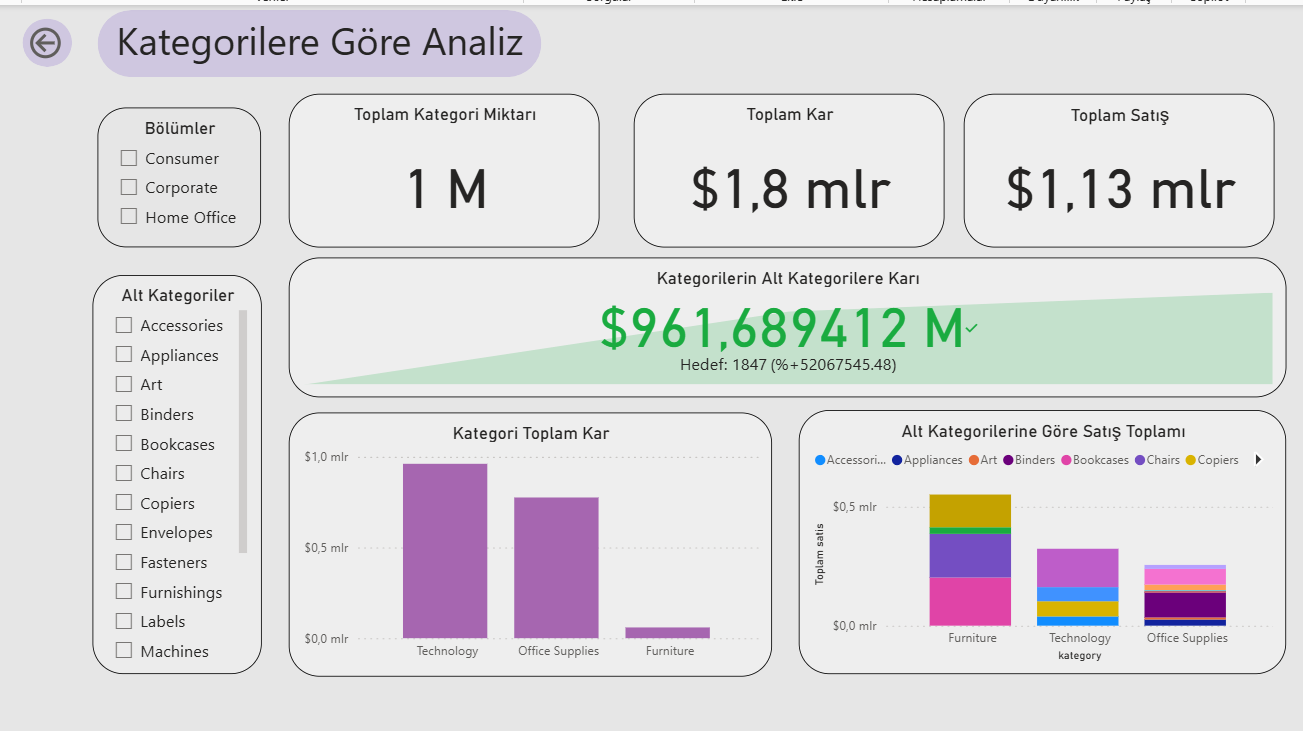 Kategorilere Göre Analiz
Bölümler
Consumer
Corporate
Home Office
Toplam Kategori Miktarı
1 M
Toplam Kar
$1,8 mlr
Toplam Satış
$1,13 mlr
Alt Kategoriler
Accessories
Appliances
Art
Binders
Bookcases
Chairs
Copiers
Envelopes
Fasteners
Furnishings
Labels
Machines
Kategorilerin Alt Kategorilere Karı
$961,689412 M
Hedef: 1847 (%+52067545.48)
Kategori Toplam Kar
$1,0 mlr
$0,5 mlr
$0,0 mlr
Technology Office Supplies Furniture
Alt Kategorilerine Göre Satış Toplamı
Accessori... Appliances Art Binders Bookcases Chairs Copiers
Toplam satis
$0,5 mlr
$0,0 mlr
Furniture Technology Office Supplies
kategory